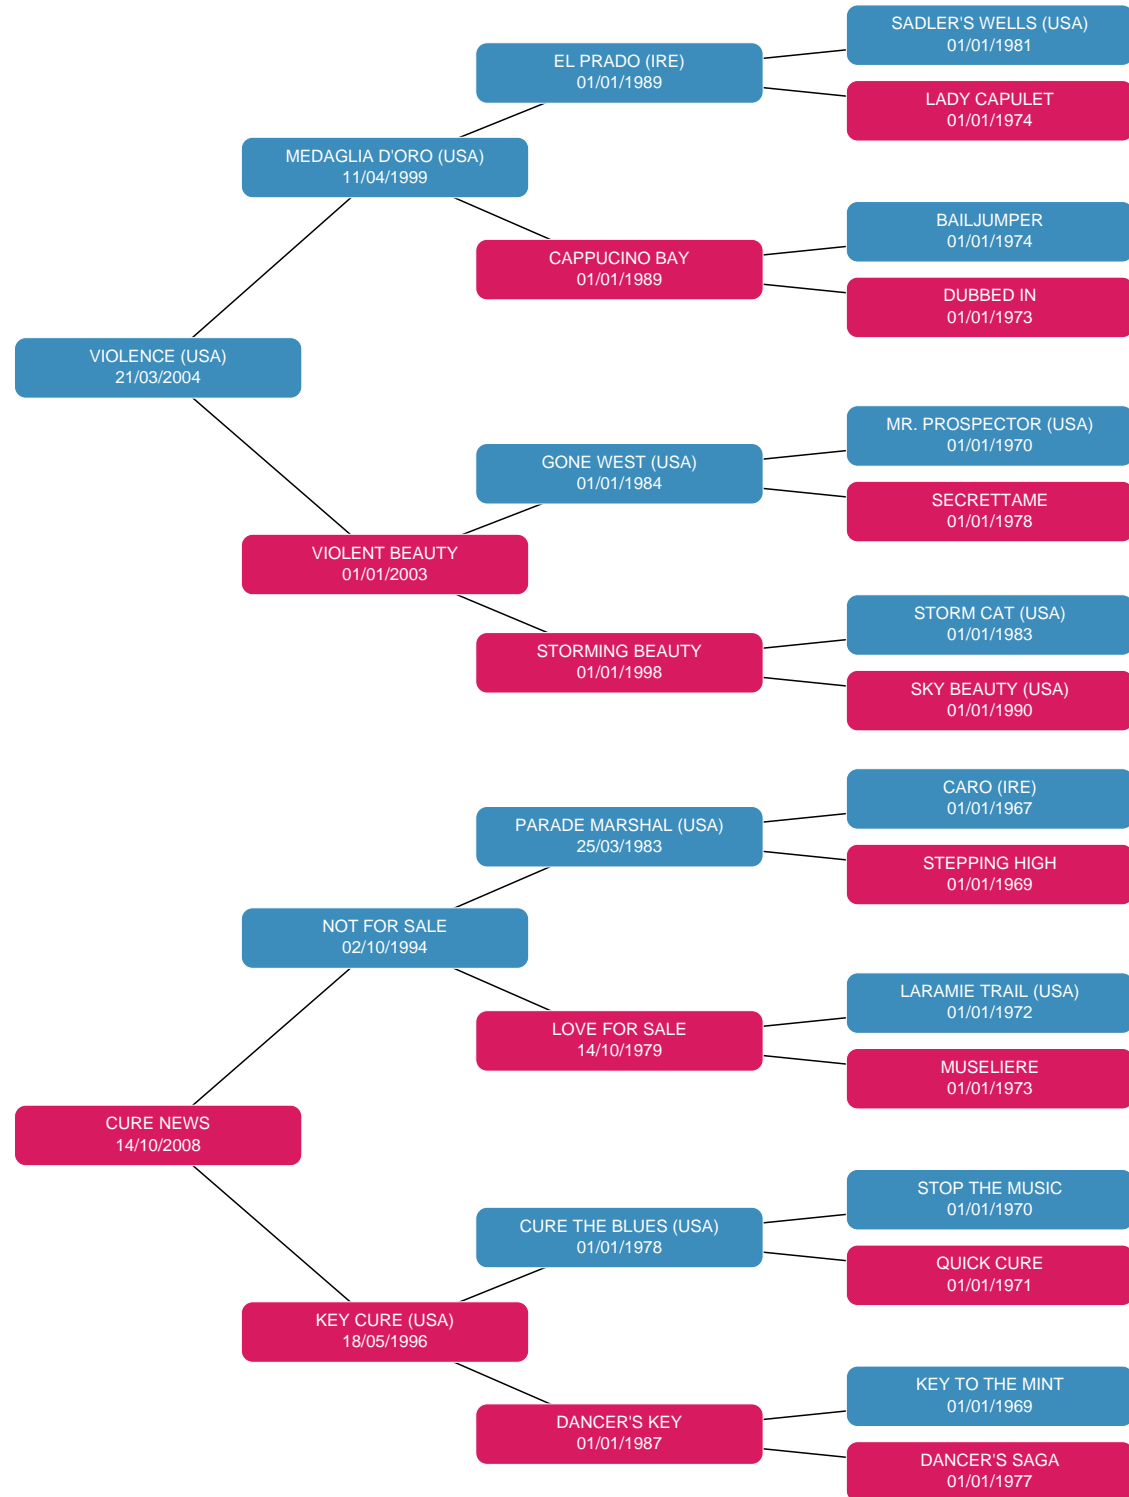 SADLER'S WELLS (USA)
01/01/1981
EL PRADO (IRE)
01/01/1989
LADY CAPULET
01/01/1974
MEDAGLIA D'ORO (USA)
11/04/1999
BAILJUMPER
01/01/1974
CAPPUCINO BAY
01/01/1989
DUBBED IN
01/01/1973
VIOLENCE (USA)
21/03/2004
MR. PROSPECTOR (USA)
01/01/1970
GONE WEST (USA)
01/01/1984
SECRETTAME
01/01/1978
VIOLENT BEAUTY
01/01/2003
STORM CAT (USA)
01/01/1983
STORMING BEAUTY
01/01/1998
SKY BEAUTY (USA)
01/01/1990
CARO (IRE)
01/01/1967
PARADE MARSHAL (USA)
25/03/1983
STEPPING HIGH
01/01/1969
NOT FOR SALE
02/10/1994
LARAMIE TRAIL (USA)
01/01/1972
LOVE FOR SALE
14/10/1979
MUSELIERE
01/01/1973
CURE NEWS
14/10/2008
STOP THE MUSIC
01/01/1970
CURE THE BLUES (USA)
01/01/1978
QUICK CURE
01/01/1971
KEY CURE (USA)
18/05/1996
KEY TO THE MINT
01/01/1969
DANCER'S KEY
01/01/1987
DANCER'S SAGA
01/01/1977